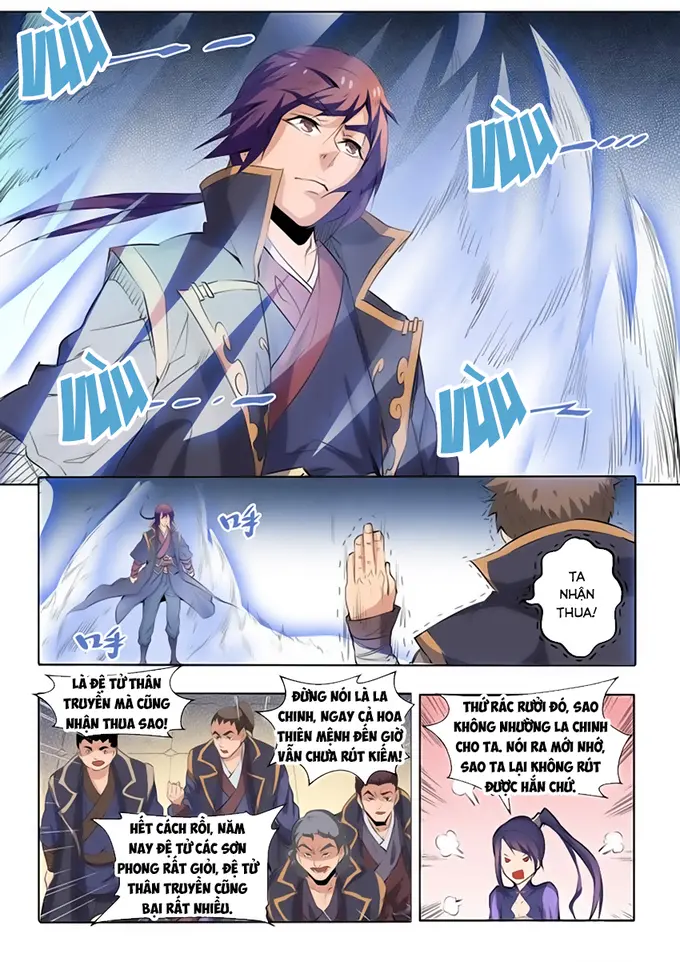 VÙU
VÙU
VÙU
VÙU
呼
呼
TA
NHẬN
THUA!
LÀ ĐỆ TỬ THÂN
TRUYỀN MÀ CŨNG
NHẬN THUA SAO!
ĐỪNG NÓI LÀ LA
CHINH, NGAY CẢ HOA
THIÊN MỆNH ĐẾN GIỜ
VẪN CHƯA RÚT KIẾM!
HẾT CÁCH RỒI, NĂM
NAY ĐỆ TỬ CÁC SƠN
PHONG RẤT GIỎI, ĐỆ TỬ
THÂN TRUYỀN CŨNG
BẠI RẤT NHIỀU.
THỨ RÁC RƯỞI ĐÓ, SAO
KHÔNG NHƯỜNG LA CHINH
CHO TA. NÓI RA MỚI NHỚ,
SAO TA LẠI KHÔNG RÚT
ĐƯỢC HẮN CHỨ.